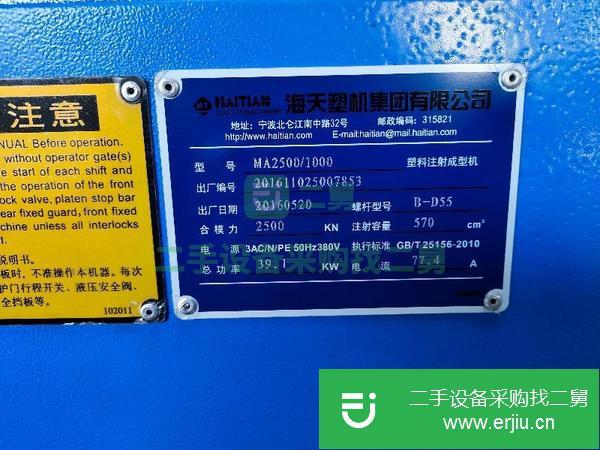 注意
NUAL Before operation.
without operator gate(s)
e start of each shift and
the operation of the front
ock valve, platen stop bar
rear fixed guard, front fixed
achine unless all interlocks
说明书。
板时，不准操作本机器。每次
护门行程开关、液压安全阀、
全挡板等。
102011
HT HAITIAN 海天塑机集团有限公司
PLASTICS MACHINERY
地址：宁波北仑江南中路32号 邮政编码：315821
http://www.haitian.com E-mail:haitian@mail.haitian.com
型 号 MA2500/1000 塑料注射成型机
出厂编号 201611025007853
出厂日期 20160520 螺杆型号 B-D55
合模力 2500 KN 注射容量 570 cm³
电 源 3AC/N/PE 50Hz380V 执行标准 GB/T 25156-2010
总功率 39.1 KW 电 流 77.4 A
二舅
二手设备采购找二舅
二手设备采购找二舅
www.erjiu.cn